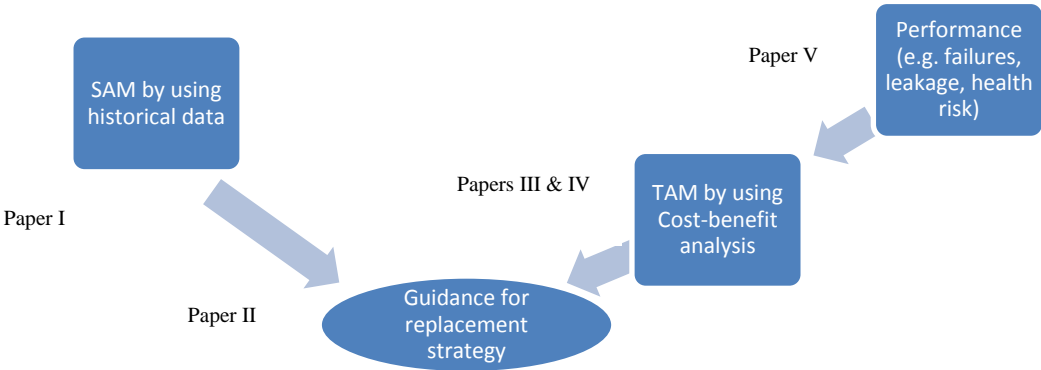 Performance
(e.g. failures,
leakage, health
risk)
Paper V
SAM by using
historical data
Papers III & IV
TAM by using
Cost-benefit
analysis
Paper I
Paper II
Guidance for
replacement
strategy